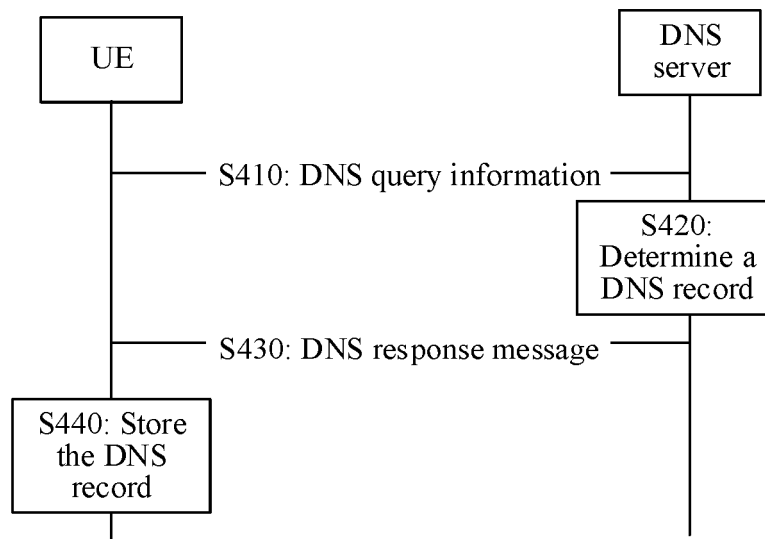 UE
DNS
server
S410: DNS query information
S420:
Determine a
DNS record
S430: DNS response message
S440: Store
the DNS
record